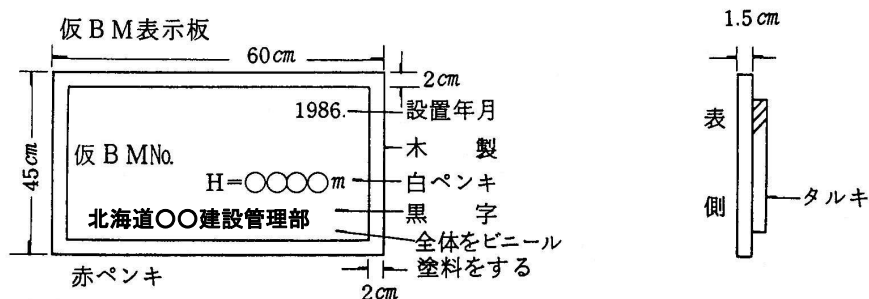 仮BM表示板
60cm
2cm
1986.
設置年月
45cm
仮BM№
木製
H=○○○○m
白ペンキ
北海道○○建設管理部
黒字
全体をビニール
塗料をする
赤ペンキ
2cm
1.5cm
表側
タルキ